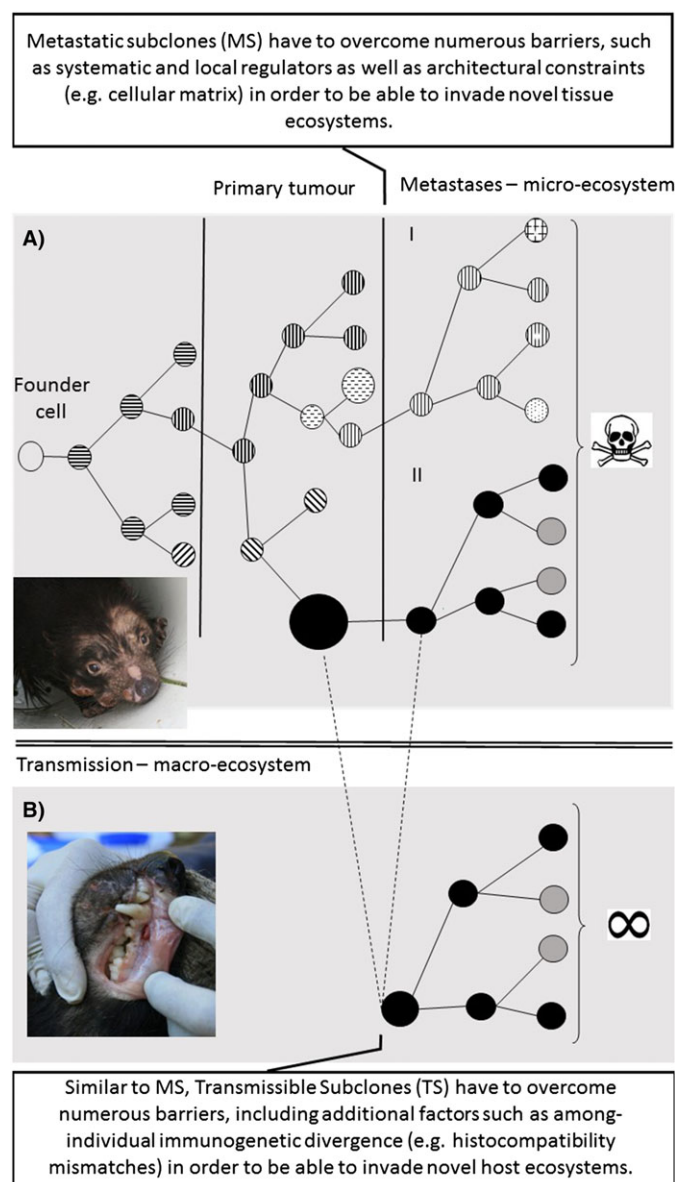 Metastatic subclones (MS) have to overcome numerous barriers, such
as systematic and local regulators as well as architectural constraints
(e.g. cellular matrix) in order to be able to invade novel tissue
ecosystems.
Primary tumour
Metastases – micro-ecosystem
A)
I
Founder
cell
II
Transmission – macro-ecosystem
B)
∞
Similar to MS, Transmissible Subclones (TS) have to overcome
numerous barriers, including additional factors such as among-
individual immunogenetic divergence (e.g. histocompatibility
mismatches) in order to be able to invade novel host ecosystems.